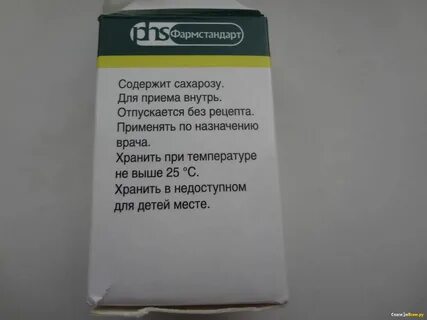 phs Фармстандарт
Содержит сахарозу.
Для приема внутрь.
Отпускается без рецепта.
Применять по назначению
врача.
Хранить при температуре
не выше 25 °С.
Хранить в недоступном
для детей месте.